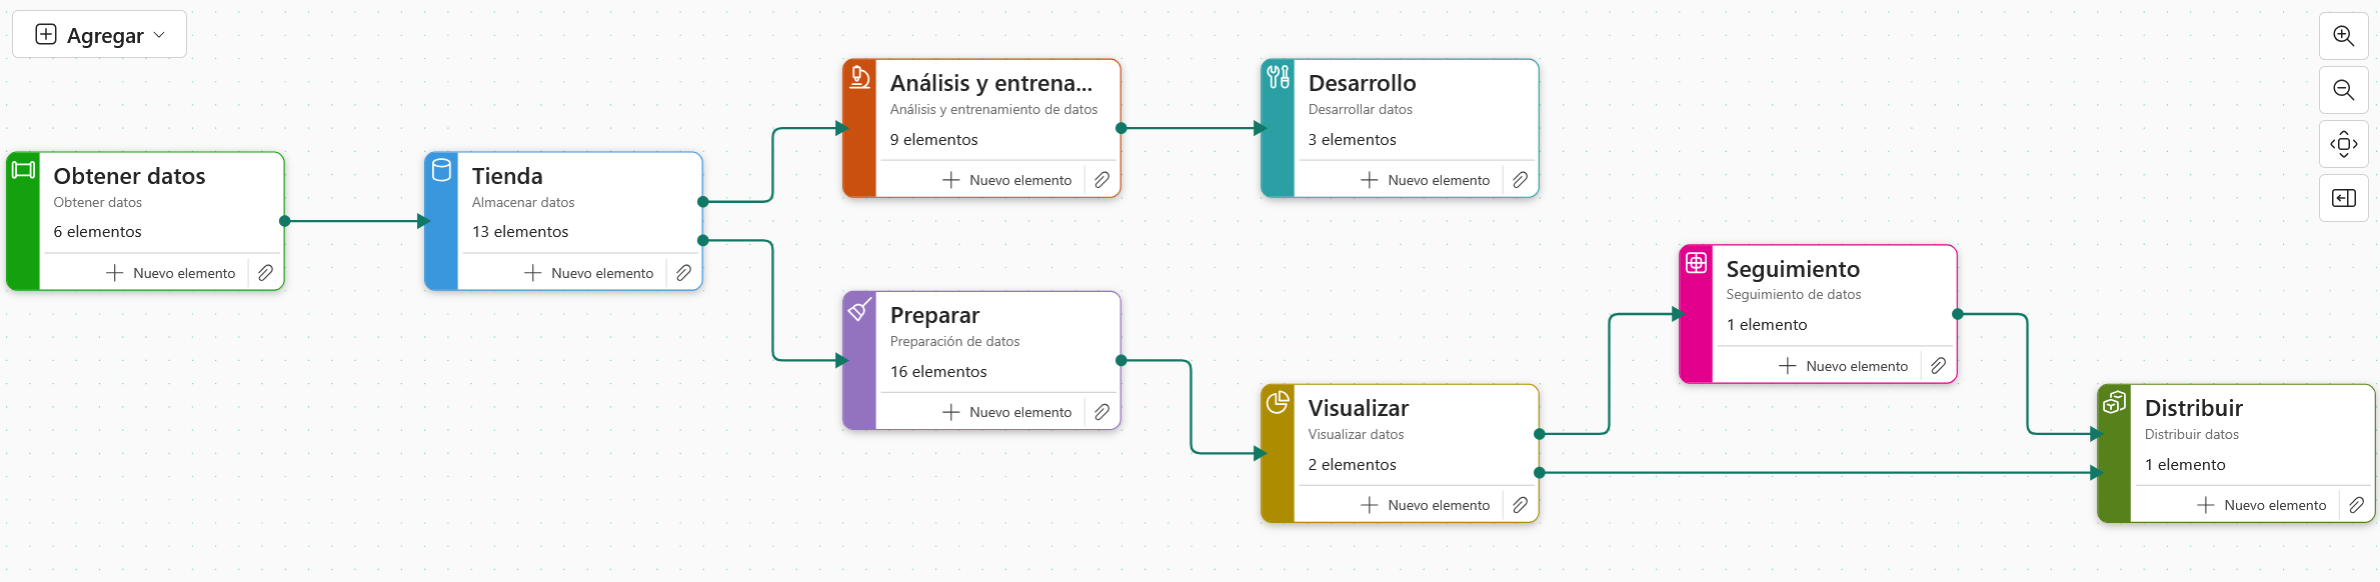 Agregar
Obtener datos
Obtener datos
6 elementos
Nuevo elemento
Tienda
Almacenar datos
13 elementos
Nuevo elemento
Análisis y entrena...
Análisis y entrenamiento de datos
9 elementos
Nuevo elemento
Desarrollo
Desarrollar datos
3 elementos
Nuevo elemento
Preparar
Preparación de datos
16 elementos
Nuevo elemento
Visualizar
Visualizar datos
2 elementos
Nuevo elemento
Seguimiento
Seguimiento de datos
1 elemento
Nuevo elemento
Distribuir
Distribuir datos
1 elemento
Nuevo elemento